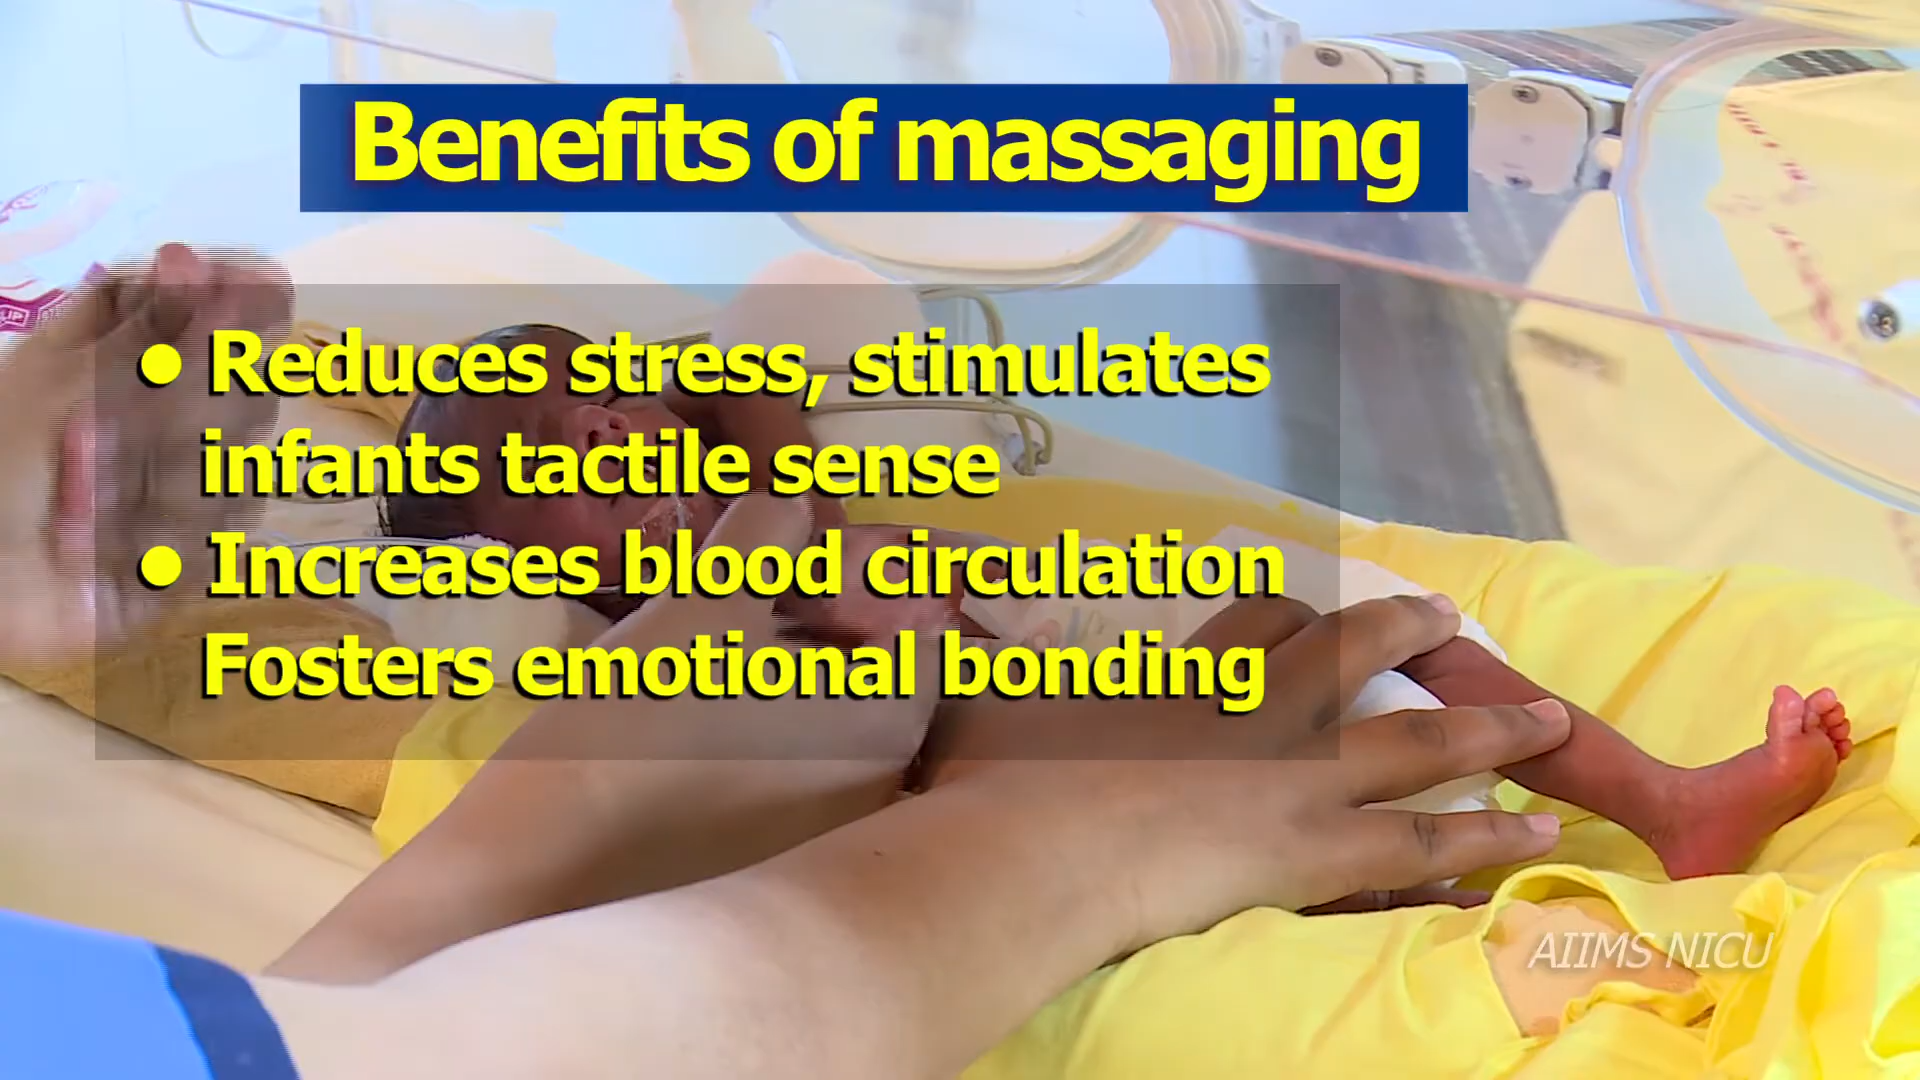 Benefits of massaging
• Reduces stress, stimulates
infants tactile sense
• Increases blood circulation
Fosters emotional bonding
AIIMS NICU